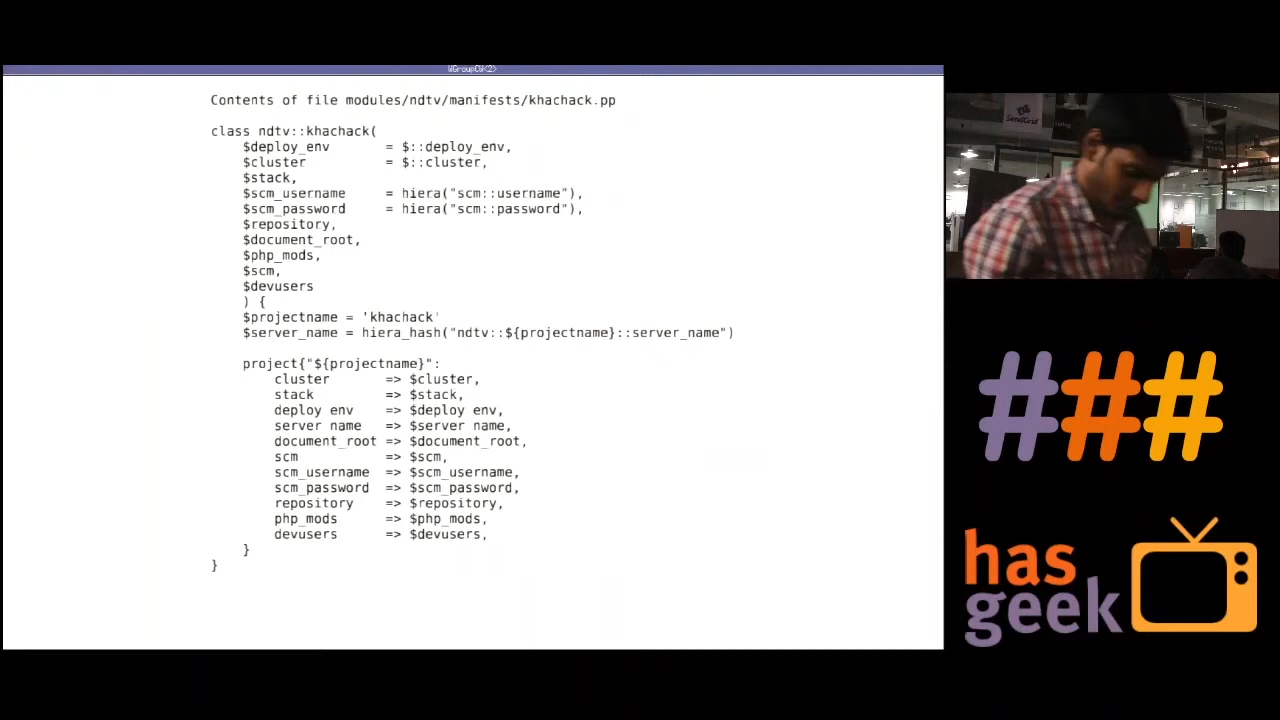 WGroupCW<2>
Contents of file modules/ndtv/manifests/khachack.pp
class ndtv::khachack(
$deploy_env = $::deploy_env,
$cluster = $::cluster,
$stack,
$scm_username = hiera("scm::username"),
$scm_password = hiera("scm::password"),
$repository,
$document_root,
$php_mods,
$scm,
$devusers
) {
$projectname = 'khachack'
$server_name = hiera_hash("ndtv::${projectname}::server_name")
project{"${projectname}":
cluster => $cluster,
stack => $stack,
deploy_env => $deploy_env,
server_name => $server_name,
document_root => $document_root,
scm => $scm,
scm_username => $scm_username,
scm_password => $scm_password,
repository => $repository,
php_mods => $php_mods,
devusers => $devusers,
}
}
SendGrid
###
has
geek